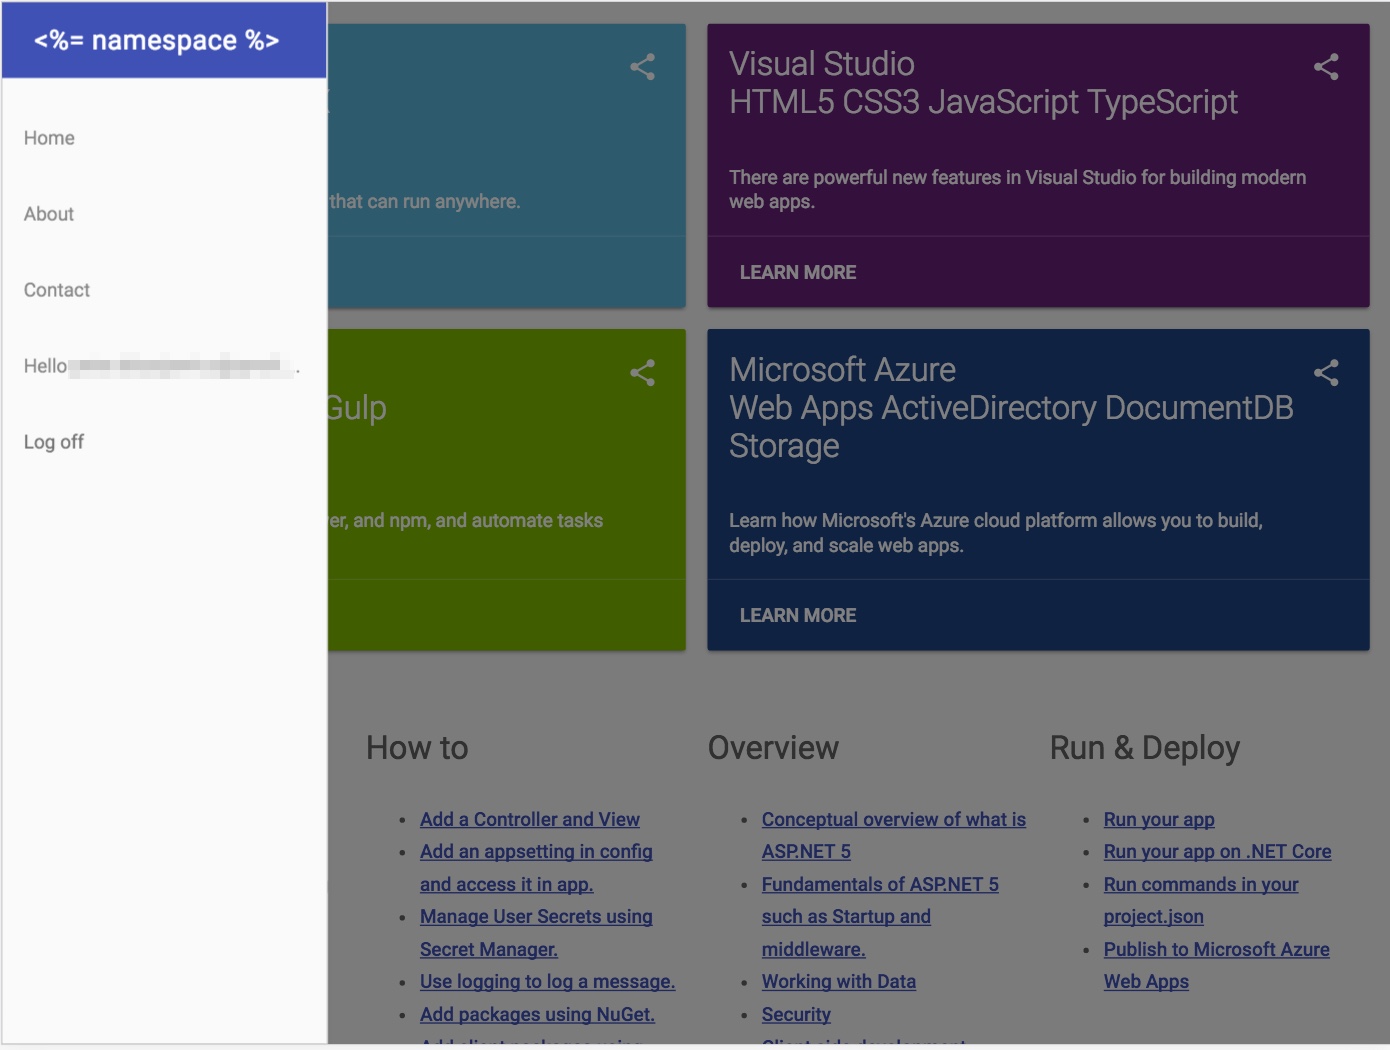 <%= namespace %>
Home
About
Contact
Hello
Log off
that can run anywhere.
Visual Studio
HTML5 CSS3 JavaScript TypeScript
There are powerful new features in Visual Studio for building modern
web apps.
LEARN MORE
Gulp
and npm, and automate tasks
Microsoft Azure
Web Apps ActiveDirectory DocumentDB
Storage
Learn how Microsoft's Azure cloud platform allows you to build,
deploy, and scale web apps.
LEARN MORE
How to
Add a Controller and View
Add an appsetting in config
and access it in app.
Manage User Secrets using
Secret Manager.
Use logging to log a message.
Add packages using NuGet.
Overview
Conceptual overview of what is
ASP.NET 5
Fundamentals of ASP.NET 5
such as Startup and
middleware.
Working with Data
Security
Run & Deploy
Run your app
Run your app on .NET Core
Run commands in your
project.json
Publish to Microsoft Azure
Web Apps